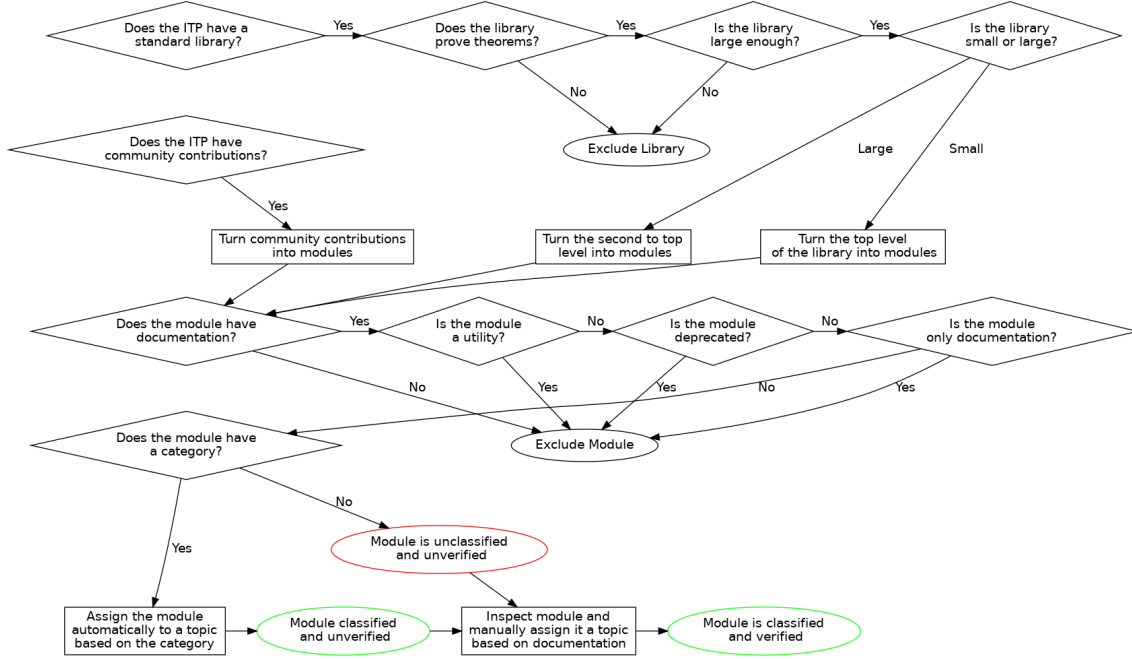 Does the ITP have a
standard library?
Yes
Does the library
prove theorems?
Yes
Is the library
large enough?
Yes
Is the library
small or large?
No
No
Exclude Library
Large
Small
Does the ITP have
community contributions?
Yes
Turn community contributions
into modules
Turn the second to top
level into modules
Turn the top level
of the library into modules
Does the module have
documentation?
Yes
Is the module
a utility?
No
Is the module
deprecated?
No
Is the module
only documentation?
No
Yes
Yes
No
Yes
Exclude Module
Does the module have
a category?
No
Yes
Module is unclassified
and unverified
Assign the module
automatically to a topic
based on the category
Module classified
and unverified
Inspect module and
manually assign it a topic
based on documentation
Module is classified
and verified